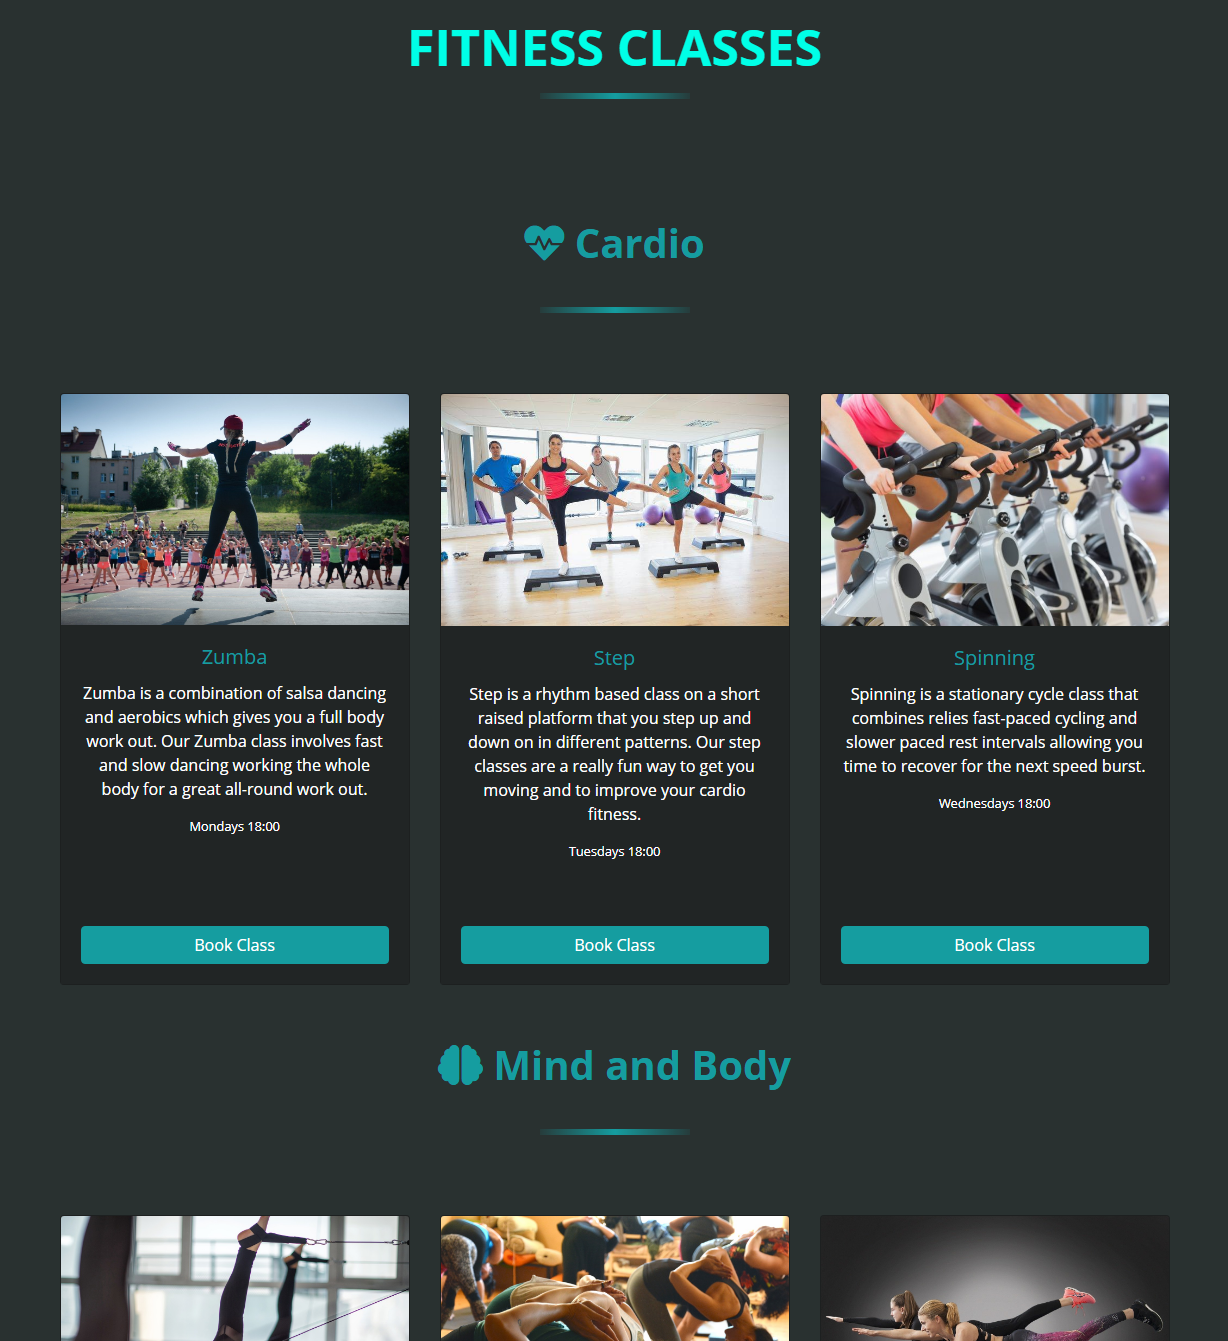 FITNESS CLASSES
Cardio
Zumba
Zumba is a combination of salsa dancing
and aerobics which gives you a full body
work out. Our Zumba class involves fast
and slow dancing working the whole
body for a great all-round work out.
Mondays 18:00
Book Class
Step
Step is a rhythm based class on a short
raised platform that you step up and
down on in different patterns. Our step
classes are a really fun way to get you
moving and to improve your cardio
fitness.
Tuesdays 18:00
Book Class
Spinning
Spinning is a stationary cycle class that
combines relies fast-paced cycling and
slower paced rest intervals allowing you
time to recover for the next speed burst.
Wednesdays 18:00
Book Class
Mind and Body